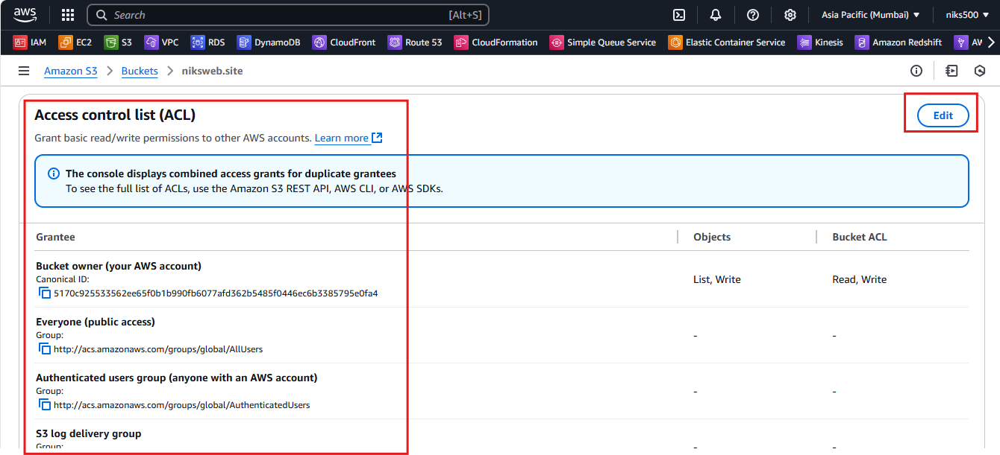 aws Search [Alt+S] Asia Pacific (Mumbai) niks500
IAM EC2 S3 VPC RDS DynamoDB CloudFront Route 53 CloudFormation Simple Queue Service Elastic Container Service Kinesis Amazon Redshift AW
Amazon S3 > Buckets > niksweb.site
Access control list (ACL)
Edit
Grant basic read/write permissions to other AWS accounts. Learn more
The console displays combined access grants for duplicate grantees
To see the full list of ACLs, use the Amazon S3 REST API, AWS CLI, or AWS SDKs.
Grantee Objects Bucket ACL
Bucket owner (your AWS account)
Canonical ID:
List, Write Read, Write
5170c925533562ee65f0b1b990fb6077afd362b5485f0446ec6b3385795e0fa4
Everyone (public access)
Group:
- -
http://acs.amazonaws.com/groups/global/AllUsers
Authenticated users group (anyone with an AWS account)
Group:
- -
http://acs.amazonaws.com/groups/global/AuthenticatedUsers
S3 log delivery group
Group:
- -